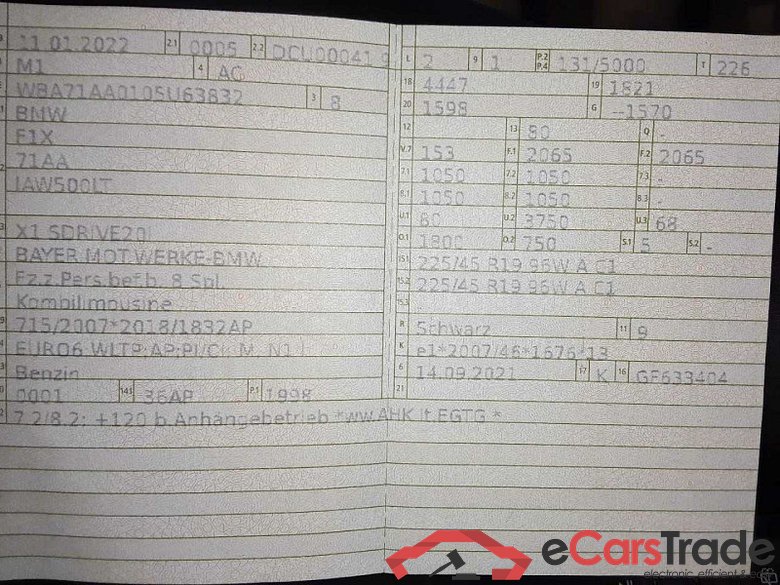 11.01.2022 2.1 0005 2.2 DCU00041 9
M1 4 AC
WBA71AA0105U63832 3 8
BMW
F1X
71AA
IAW500LT
X1 SDRIVE20I
BAYER.MOT.WERKE-BMW
Fz.z.Pers.bef.b. 8 Spl.
Kombilimousine
715/2007*2018/1832AP
EURO6 WLTP;AP;PI/CI; M, N1 I
Benzin
0001 14.1 36AP P.1 1998
7.2/8.2: +120 b.Anhängebetrieb *ww.AHK lt.EGTG *
L 2 9 1 P.2 P.4 131/5000 T 226
18 4447 19 1821
20 1598 G --1570
12 13 80 Q -
V.7 153 F.1 2065 F.2 2065
7.1 1050 7.2 1050 7.3 -
8.1 1050 8.2 1050 8.3 -
U.1 80 U.2 3750 U.3 68
O.1 1800 O.2 750 S.1 5 S.2 -
15.1 225/45 R19 96W A C1
15.2 225/45 R19 96W A C1
15.3
R Schwarz 11 9
K e1*2007/46*1676*13
6 14.09.2021 17 K 16 GF633404
21
eCarsTrade
electronic, efficient &